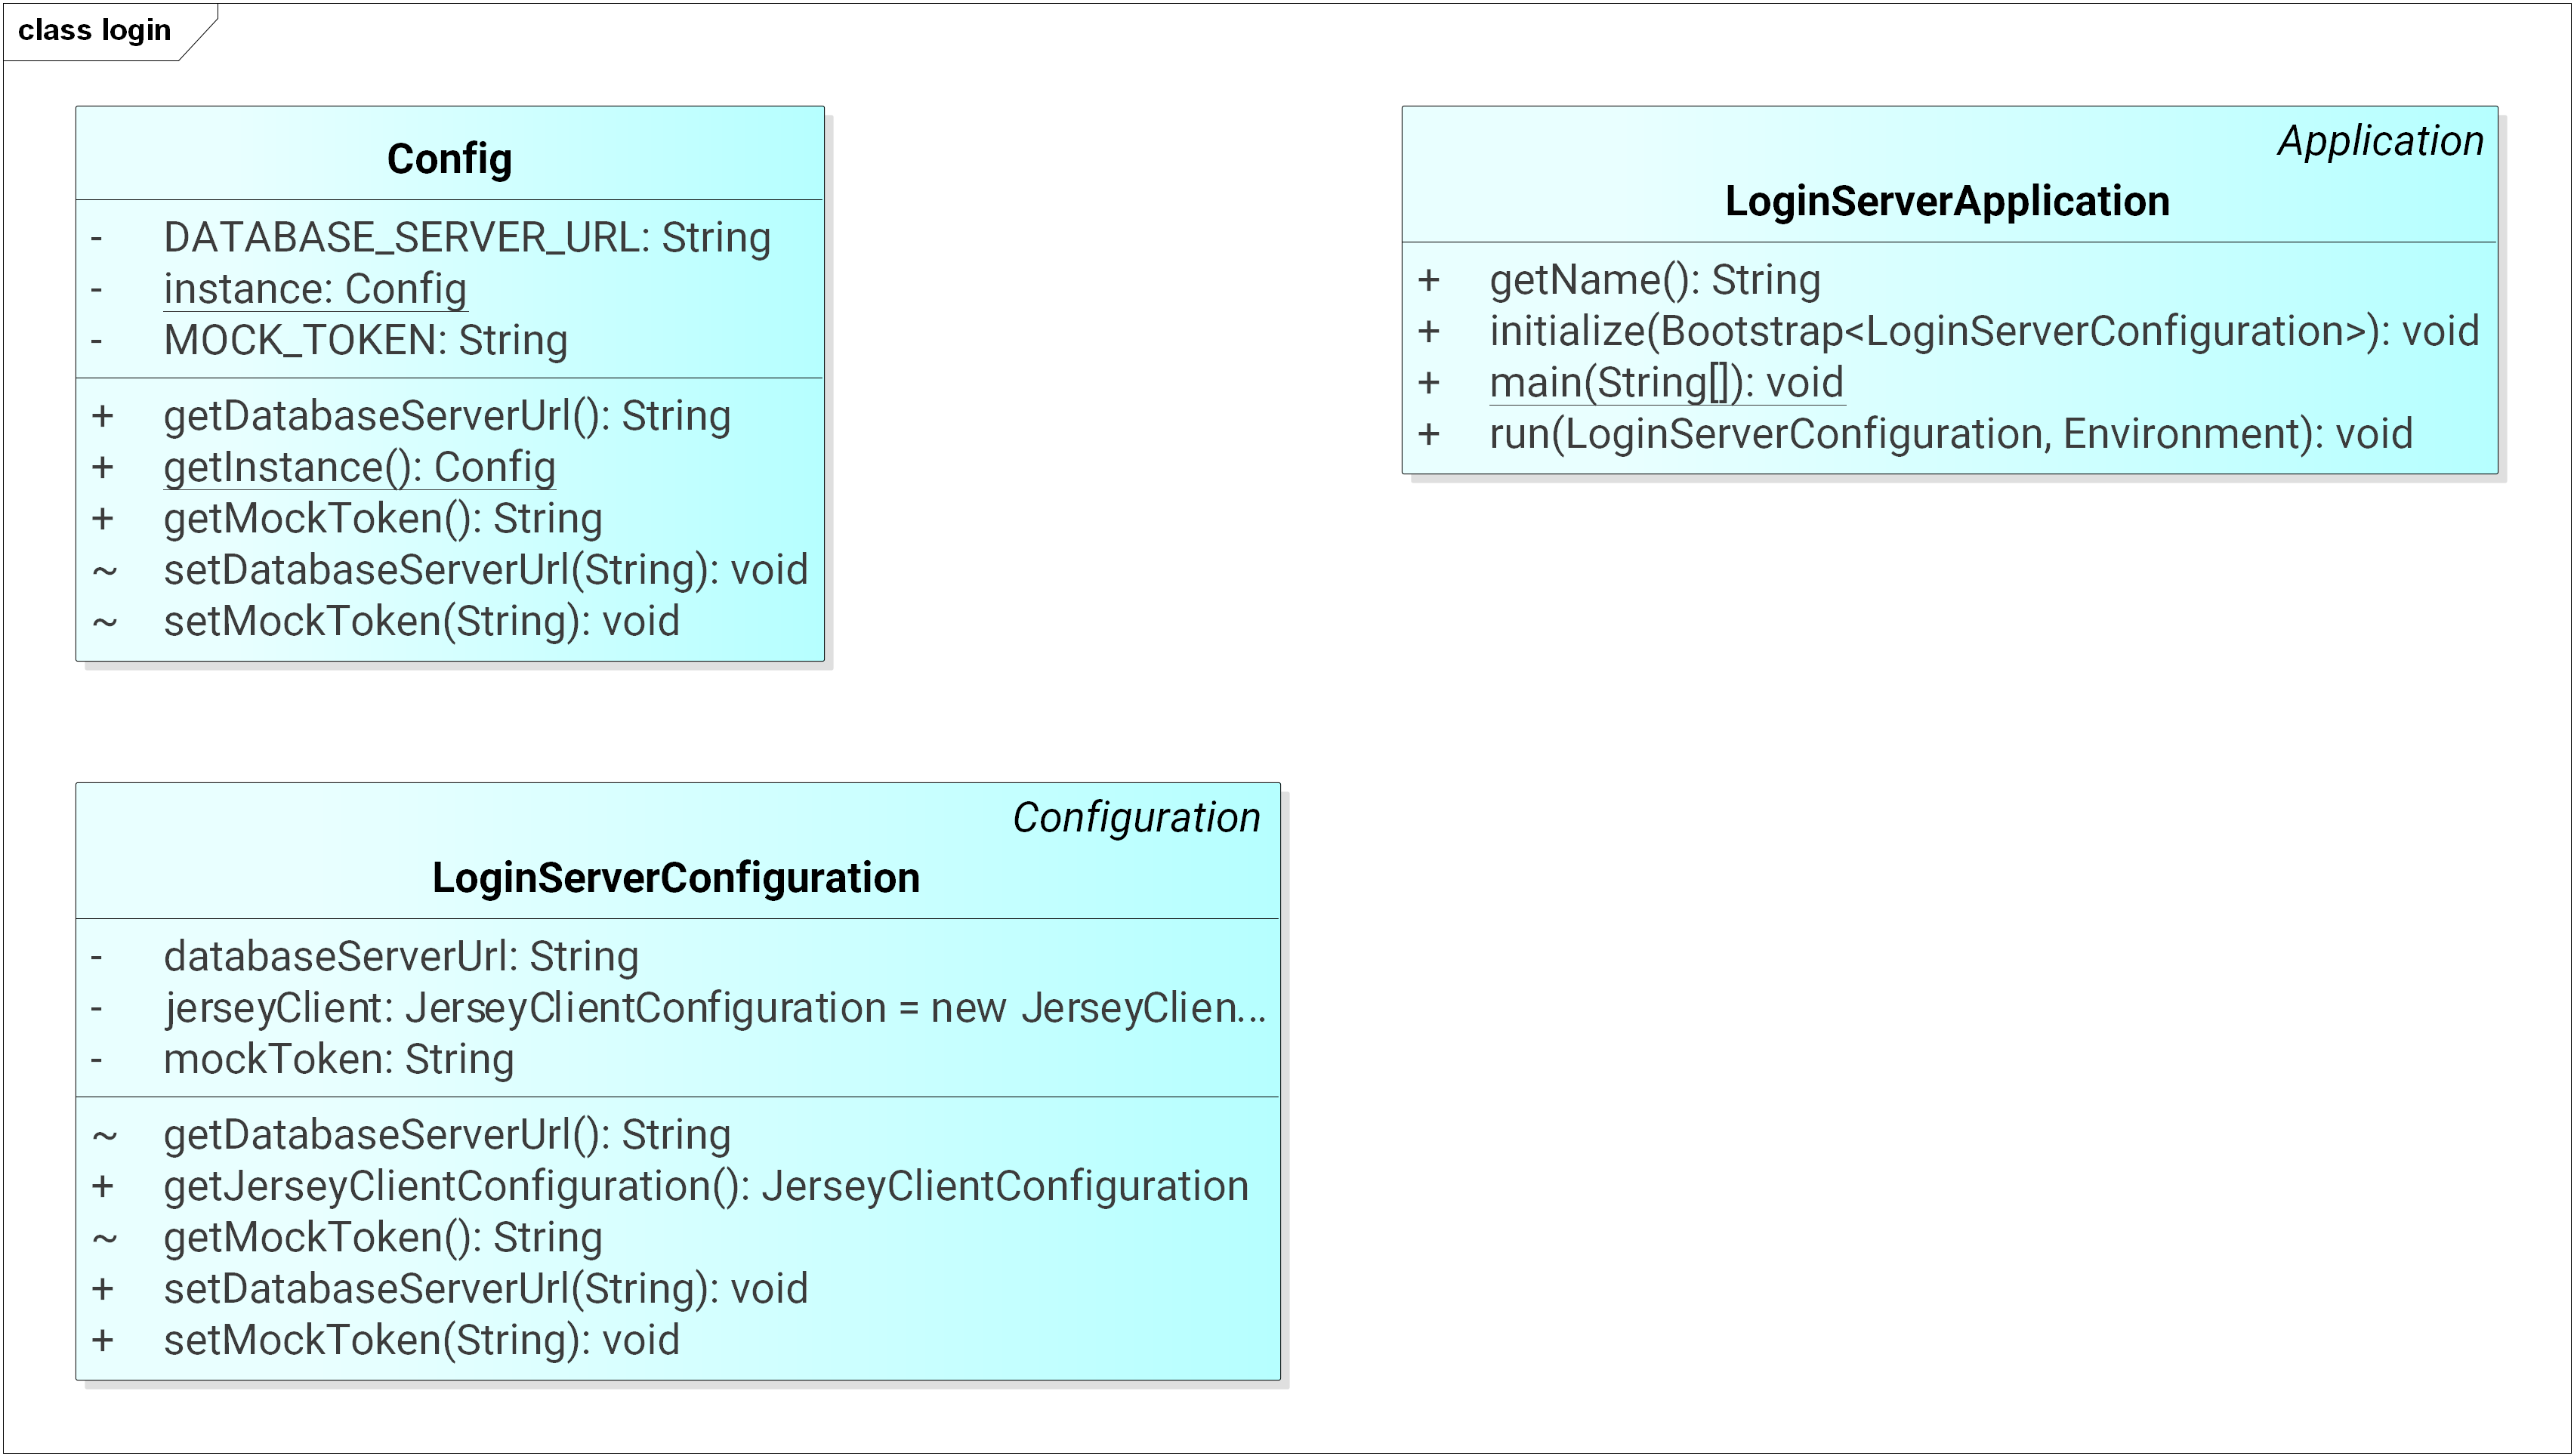 class login
Config
- DATABASE_SERVER_URL: String
- instance: Config
- MOCK_TOKEN: String
+ getDatabaseServerUrl(): String
+ getInstance(): Config
+ getMockToken(): String
~ setDatabaseServerUrl(String): void
~ setMockToken(String): void
Application
LoginServerApplication
+ getName(): String
+ initialize(Bootstrap<LoginServerConfiguration>): void
+ main(String[]): void
+ run(LoginServerConfiguration, Environment): void
Configuration
LoginServerConfiguration
- databaseServerUrl: String
- jerseyClient: JerseyClientConfiguration = new JerseyClien...
- mockToken: String
~ getDatabaseServerUrl(): String
+ getJerseyClientConfiguration(): JerseyClientConfiguration
~ getMockToken(): String
+ setDatabaseServerUrl(String): void
+ setMockToken(String): void